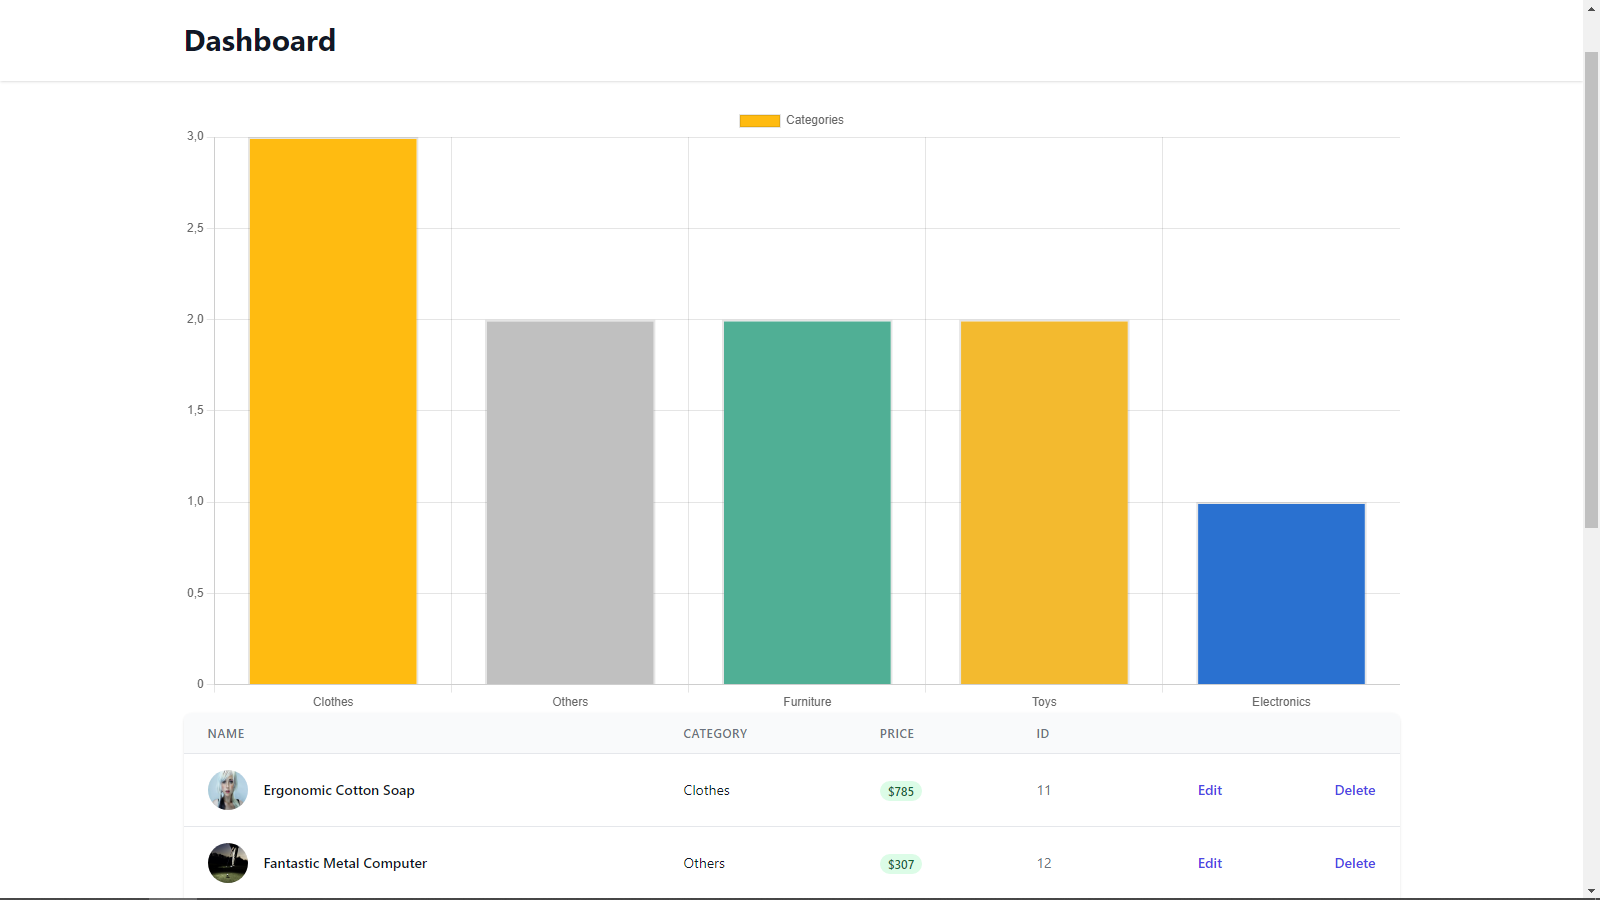 Dashboard
Categories
3,0
2,5
2,0
1,5
1,0
0,5
0
Clothes Others Furniture Toys Electronics
NAME CATEGORY PRICE ID
Ergonomic Cotton Soap Clothes $785 11 Edit Delete
Fantastic Metal Computer Others $307 12 Edit Delete